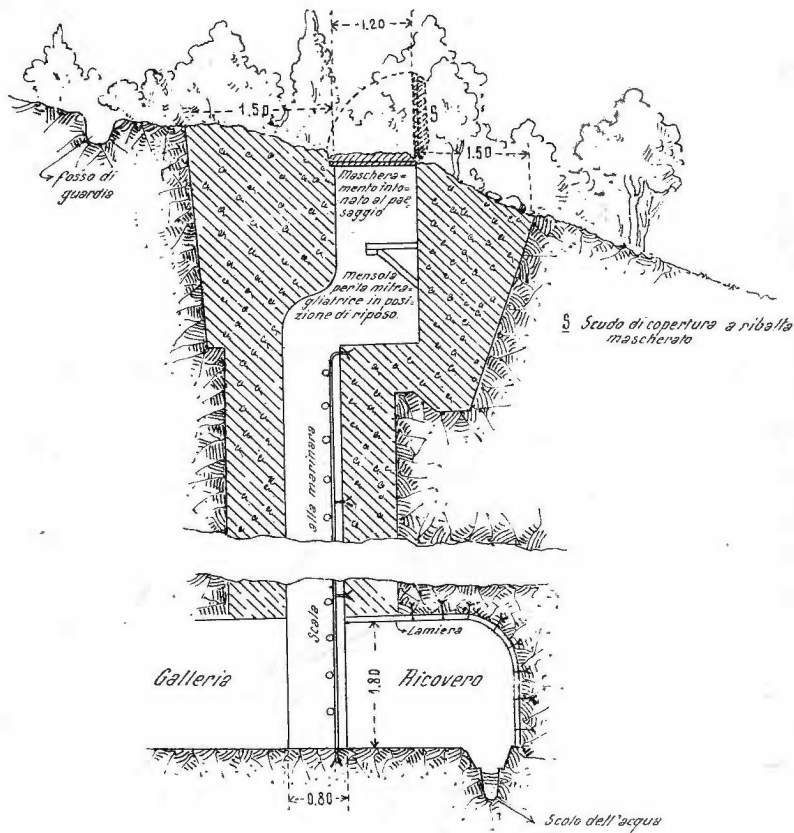 1.20
1.50
S
1.50
Fosso di
guardia
Maschera-
mento into-
nato al pae-
saggio
Mensola
per la mitra-
gliatrice in posi-
zione di riposo.
S Scudo di copertura a ribalta
mascherato
alla marinara
Scala
Lamiera
Galleria
1.80
Ricovero
0.80
Scolo dell'acqua